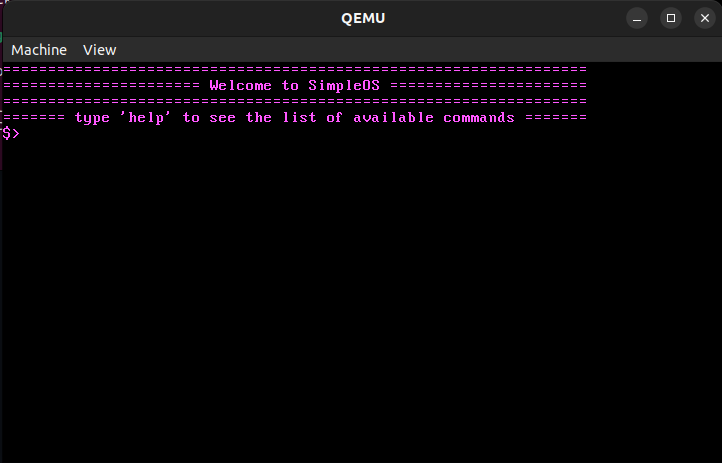 QEMU
Machine View
=================================================================
====================== Welcome to SimpleOS ======================
=================================================================
======= type 'help' to see the list of available commands =======
$>